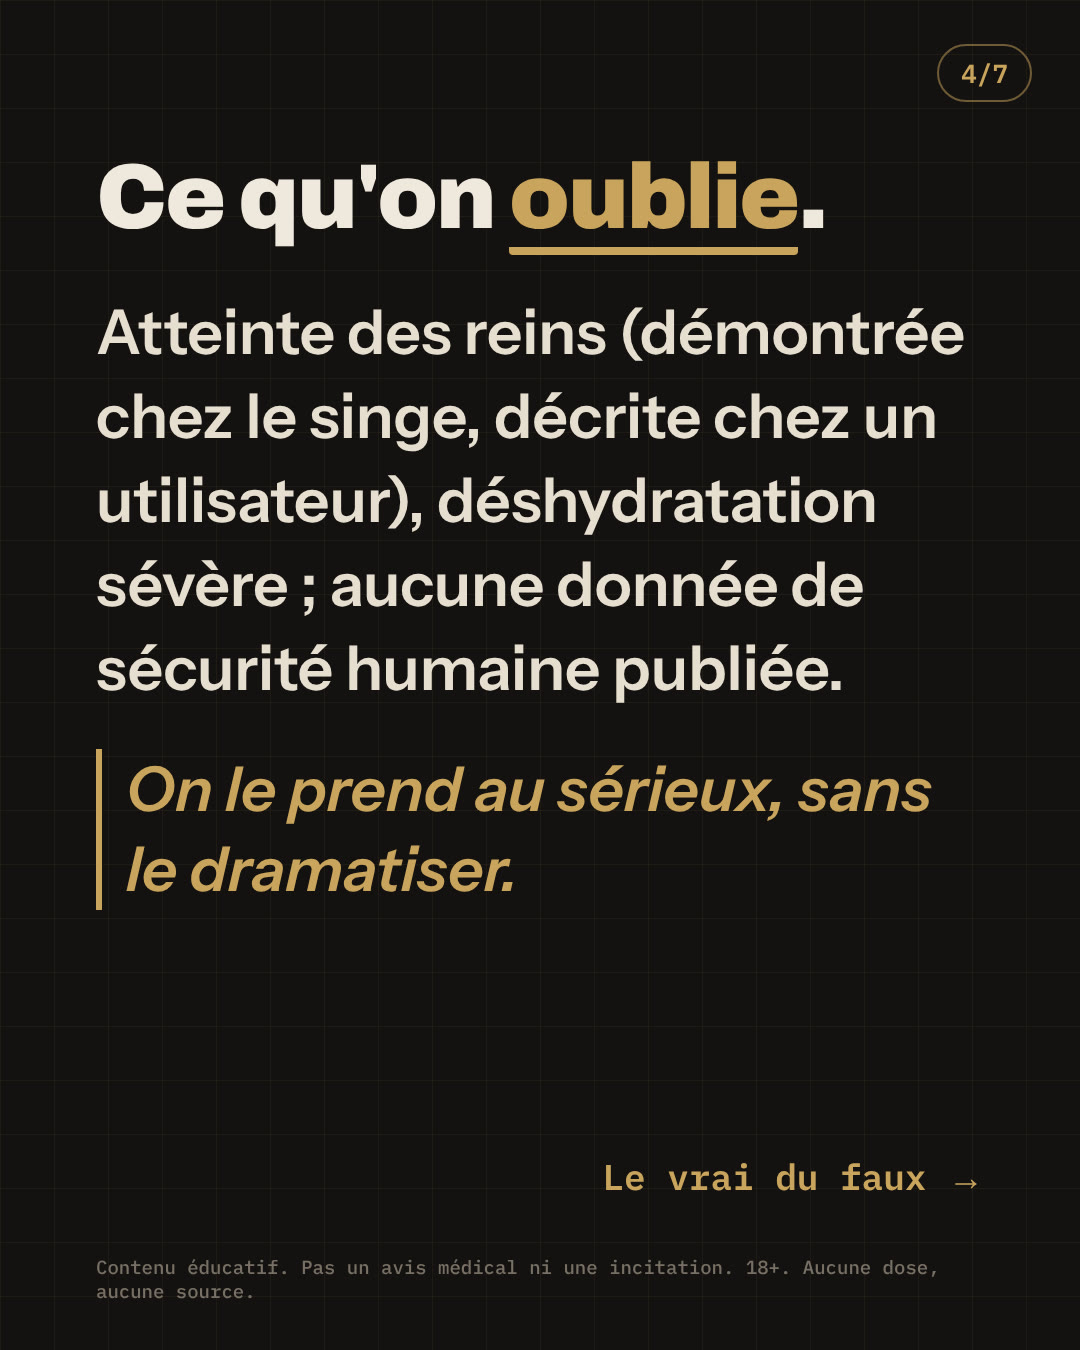 4/7
Ce qu'on oublie.
Atteinte des reins (démontrée
chez le singe, décrite chez un
utilisateur), déshydratation
sévère ; aucune donnée de
sécurité humaine publiée.
On le prend au sérieux, sans
le dramatiser.
Le vrai du faux →
Contenu éducatif. Pas un avis médical ni une incitation. 18+. Aucune dose,
aucune source.